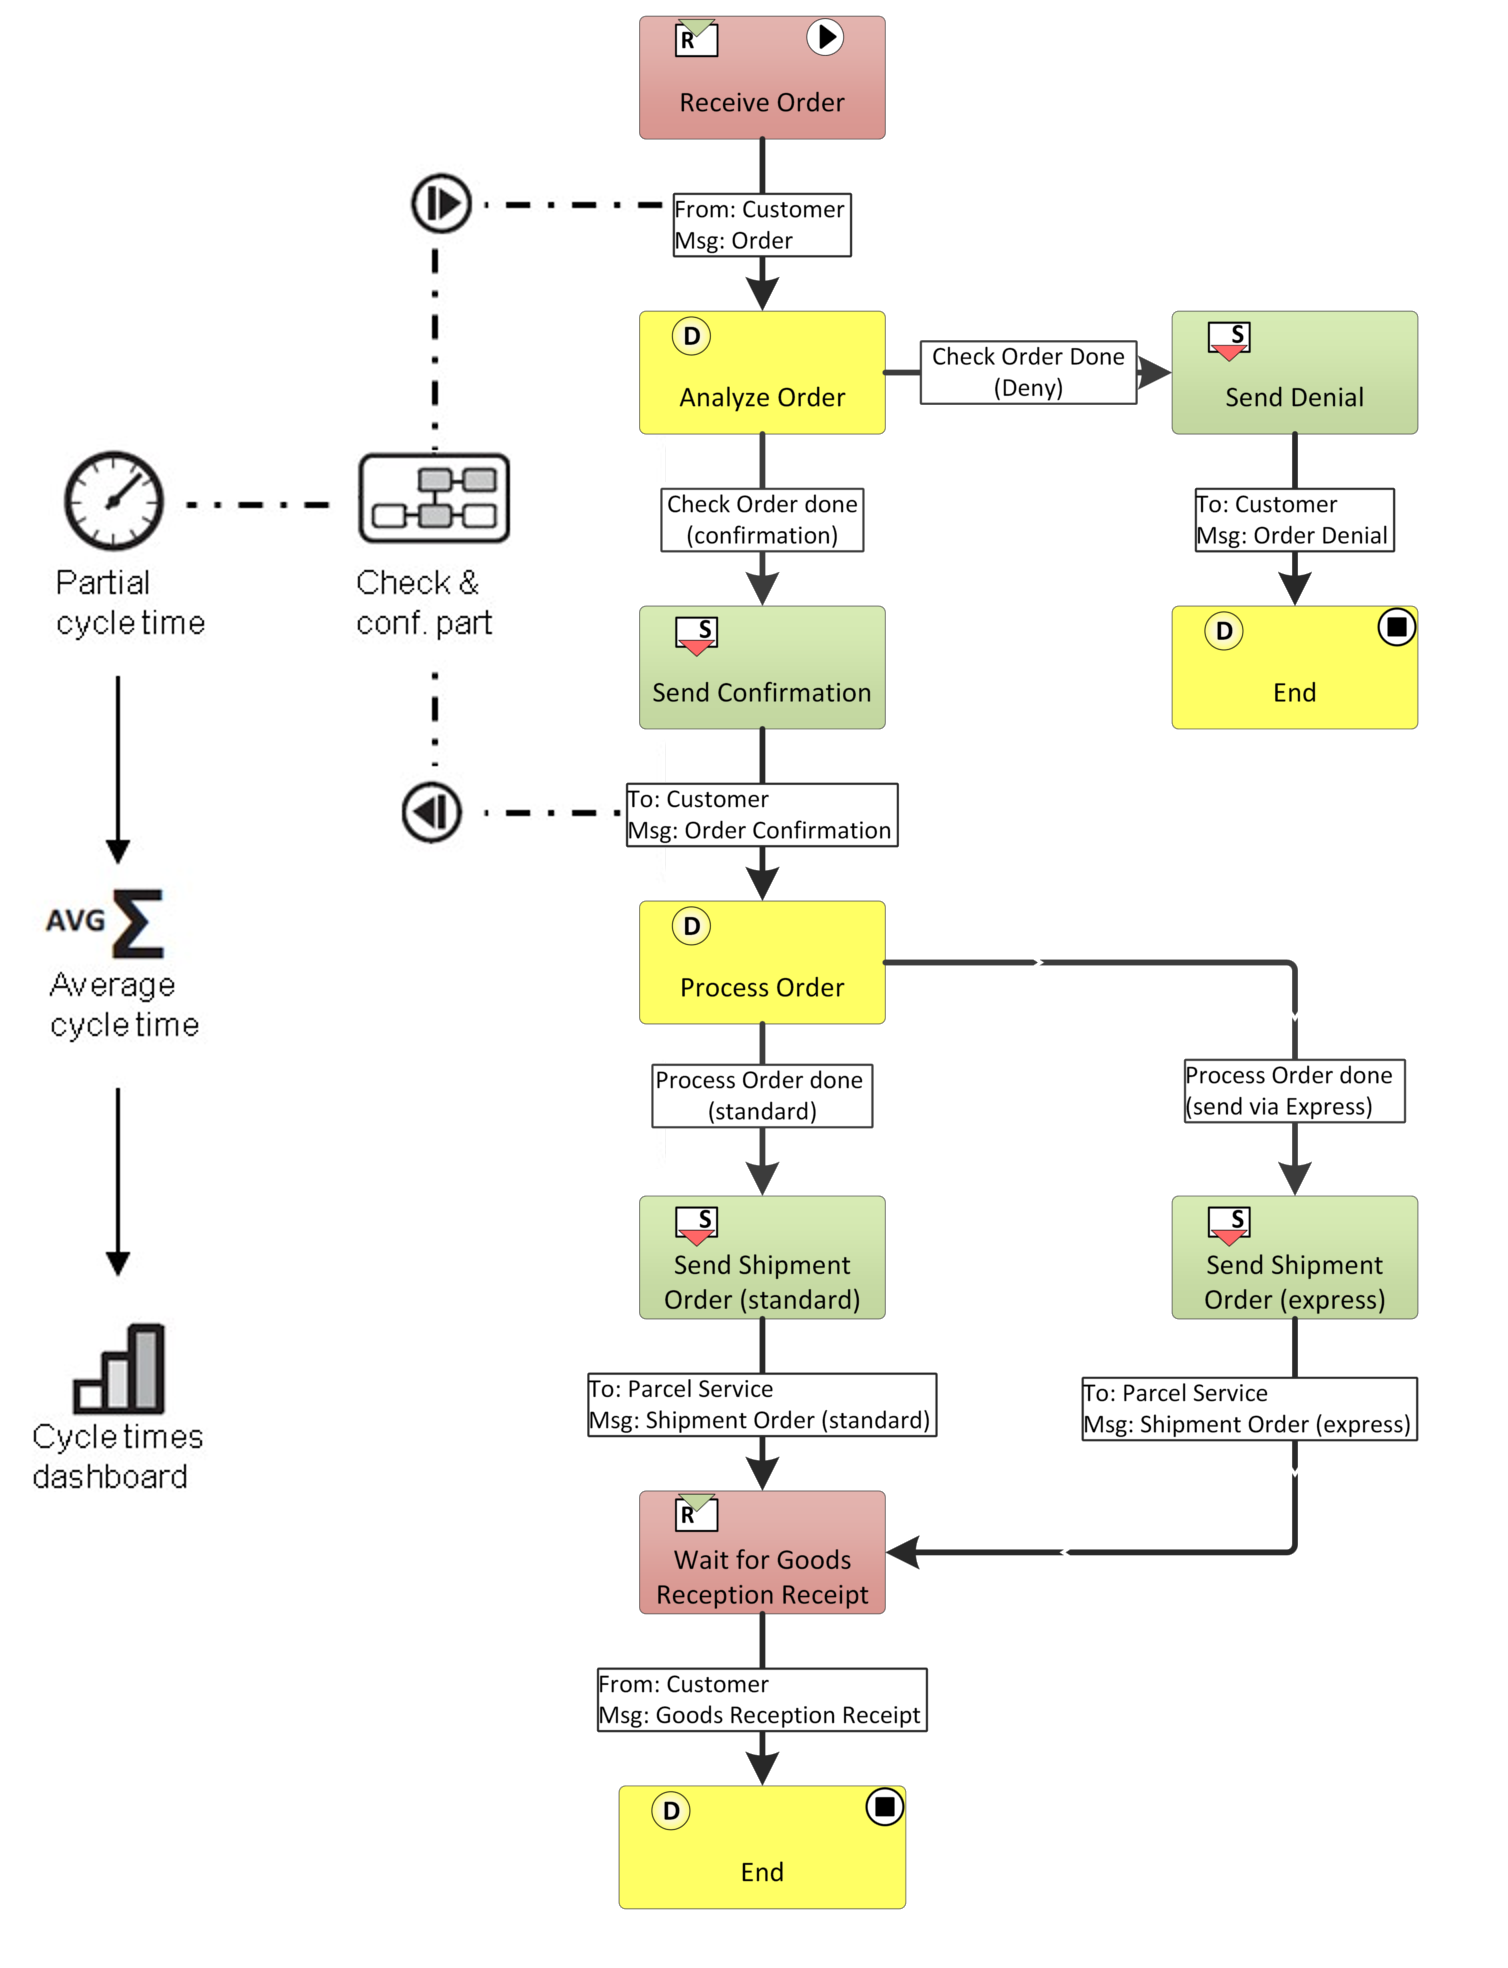 R
Receive Order
From: Customer
Msg: Order
D
Analyze Order
Check Order Done
(Deny)
S
Send Denial
Check Order done
(confirmation)
To: Customer
Msg: Order Denial
Partial
cycle time
Check &
conf. part
S
Send Confirmation
D
End
To: Customer
Msg: Order Confirmation
AVG Σ
Average
cycle time
D
Process Order
Process Order done
(standard)
Process Order done
(send via Express)
S
Send Shipment
Order (standard)
S
Send Shipment
Order (express)
To: Parcel Service
Msg: Shipment Order (standard)
To: Parcel Service
Msg: Shipment Order (express)
Cycle times
dashboard
R
Wait for Goods
Reception Receipt
From: Customer
Msg: Goods Reception Receipt
D
End